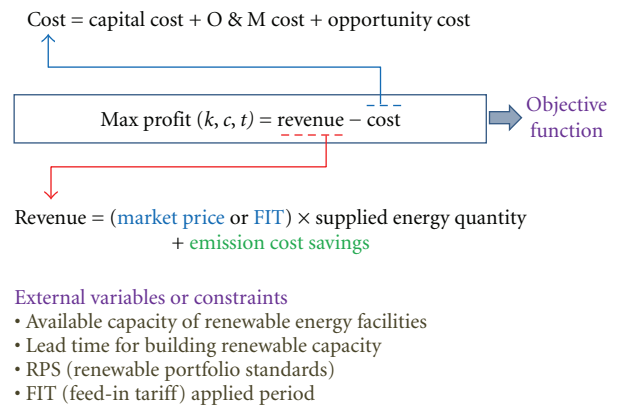 Cost = capital cost + O & M cost + opportunity cost
Max profit (k, c, t) = revenue − cost
Objective
function
Revenue = (market price or FIT) × supplied energy quantity
+ emission cost savings
External variables or constraints
• Available capacity of renewable energy facilities
• Lead time for building renewable capacity
• RPS (renewable portfolio standards)
• FIT (feed-in tariff) applied period